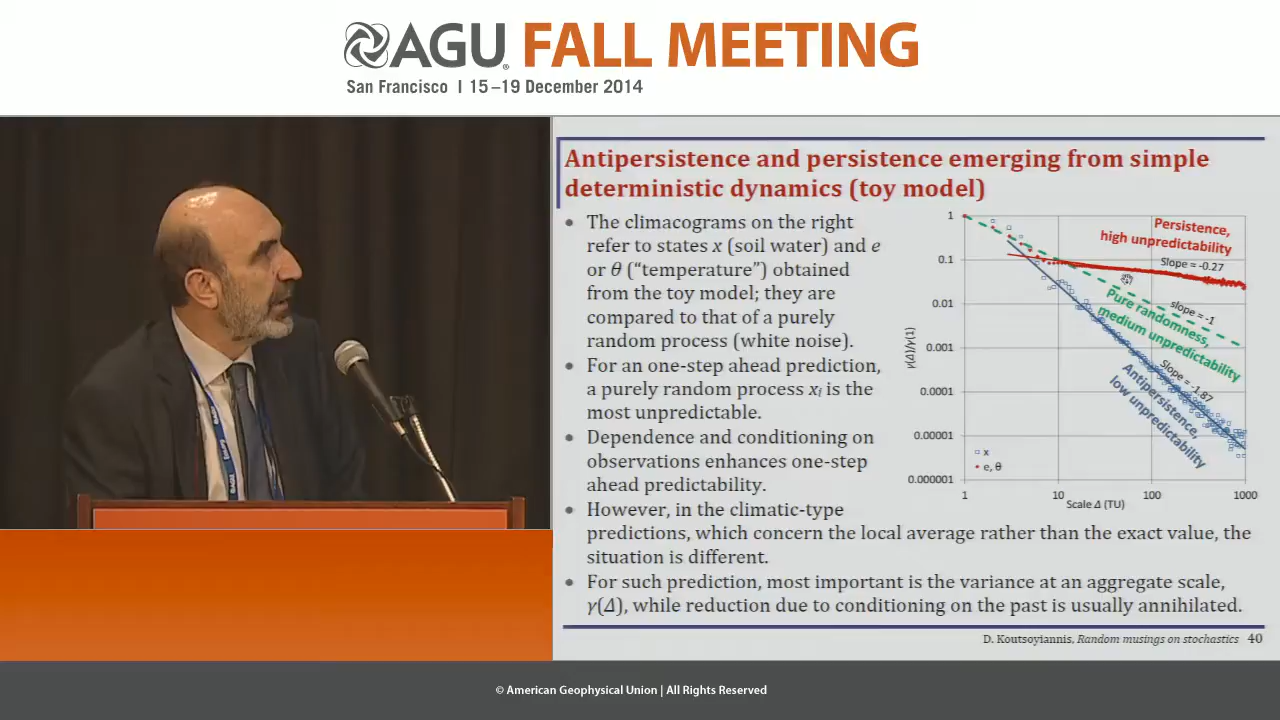 AGU FALL MEETING
San Francisco | 15–19 December 2014
Antipersistence and persistence emerging from simple
deterministic dynamics (toy model)
• The climacograms on the right
refer to states x (soil water) and e
or θ (“temperature”) obtained
from the toy model; they are
compared to that of a purely
random process (white noise).
• For an one-step ahead prediction,
a purely random process xᵢ is the
most unpredictable.
• Dependence and conditioning on
observations enhances one-step
ahead predictability.
• However, in the climatic-type
predictions, which concern the local average rather than the exact value, the
situation is different.
• For such prediction, most important is the variance at an aggregate scale,
γ(Δ), while reduction due to conditioning on the past is usually annihilated.
1
0.1
0.01
0.001
0.0001
0.00001
0.000001
γ(Δ)/γ(1)
Persistence,
high unpredictability
Slope = -0.27
slope = -1
Pure randomness,
medium unpredictability
Slope = -1.87
Antipersistence,
low unpredictability
x
e, θ
1 10 100 1000
Scale Δ (TU)
D. Koutsoyiannis, Random musings on stochastics 40
© American Geophysical Union | All Rights Reserved